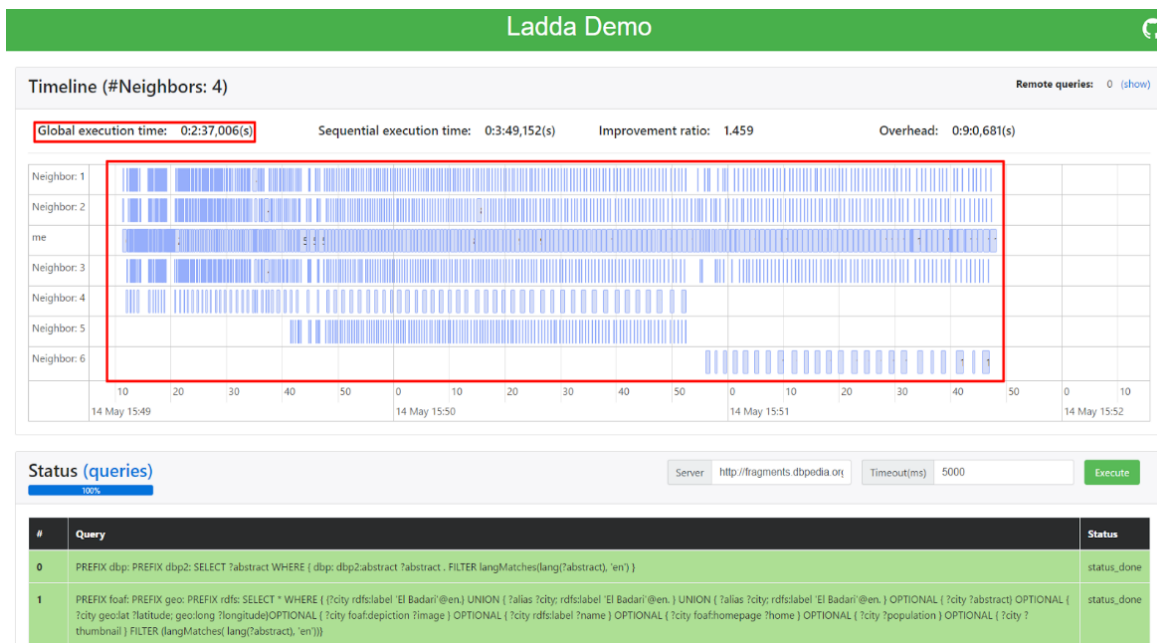 Ladda Demo
Timeline (#Neighbors: 4)
Remote queries: 0 (show)
Global execution time: 0:2:37,006(s)
Sequential execution time: 0:3:49,152(s)
Improvement ratio: 1.459
Overhead: 0:9:0,681(s)
Neighbor: 1
Neighbor: 2
me
Neighbor: 3
Neighbor: 4
Neighbor: 5
Neighbor: 6
10 20 30 40 50 0 10 20 30 40 50 0 10 20 30 40 50 0 10
14 May 15:49 14 May 15:50 14 May 15:51 14 May 15:52
Status (queries)
100%
Server http://fragments.dbpedia.org
Timeout(ms) 5000
Execute
# Query Status
0 PREFIX dbp: PREFIX dbp2: SELECT ?abstract WHERE { dbp: dbp2:abstract ?abstract . FILTER langMatches(lang(?abstract), 'en') } status_done
1 PREFIX foaf: PREFIX geo: PREFIX rdfs: SELECT * WHERE { {?city rdfs:label 'El Badari'@en.} UNION { ?alias ?city; rdfs:label 'El Badari'@en. } UNION { ?alias ?city; rdfs:label 'El Badari'@en. } OPTIONAL { ?city ?abstract} OPTIONAL { status_done
?city geo:lat ?latitude; geo:long ?longitude}OPTIONAL { ?city foaf:depiction ?image } OPTIONAL { ?city rdfs:label ?name } OPTIONAL { ?city foaf:homepage ?home } OPTIONAL { ?city ?population } OPTIONAL { ?city ?
thumbnail } FILTER (langMatches( lang(?abstract), 'en'))}